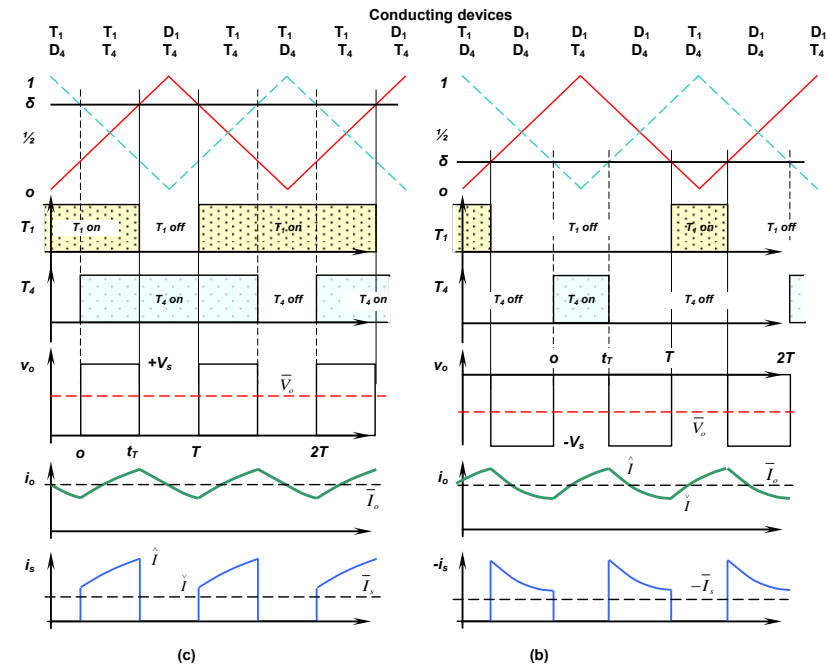 Conducting devices
T1 T1 D1 T1 T1 T1 D1
D4 T4 T4 T4 D4 T4 T4
T1 D1 D1 D1 T1 D1 D1
D4 D4 T4 D4 D4 D4 T4
1
δ
½
o
T1
T1 on
T1 off
T1 on
T4
T4 on
T4 off
T4 on
vo
+Vs
V̅o
o
tT
T
2T
io
I̅o
is
Î
Ǐ
I̅s
(c)
1
½
δ
o
T1
T1 off
T1 on
T1 off
T4
T4 off
T4 on
T4 off
o
tT
T
2T
vo
-Vs
V̅o
io
Î
I̅o
Ǐ
-is
−I̅s
(b)